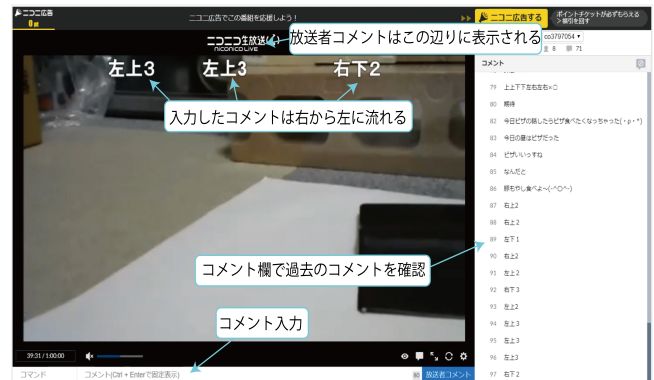 ニコニコ広告
0 pt
ニコニコ広告でこの番組を応援しよう！
ニコニコ広告する
ポイントチケットが必ずもらえる
>福引を回す
ニコニコ生放送(
NICONICO LIVE
放送者コメントはこの辺りに表示される
co3797054
8 71
コメント
左上3 左上3 右下2
入力したコメントは右から左に流れる
79 上上下下左右左右×○
80 期待
82 今日ピザの話したらピザ食べたくなっちゃった(・p・*)
83 今日の昼はピザだった
84 ピザいいっすね
85 なんだと
86 豚もやし食べよ〜(-^○^-)
87 右上2
88 右上2
89 左下1
90 右上2
91 左上2
92 右下3
93 左上2
94 左上3
95 左上3
96 左上3
97 右下2
コメント欄で過去のコメントを確認
コメント入力
39:31 / 1:00:00
コマンド
コメント(Ctrl + Enterで固定表示)
80
放送者コメント